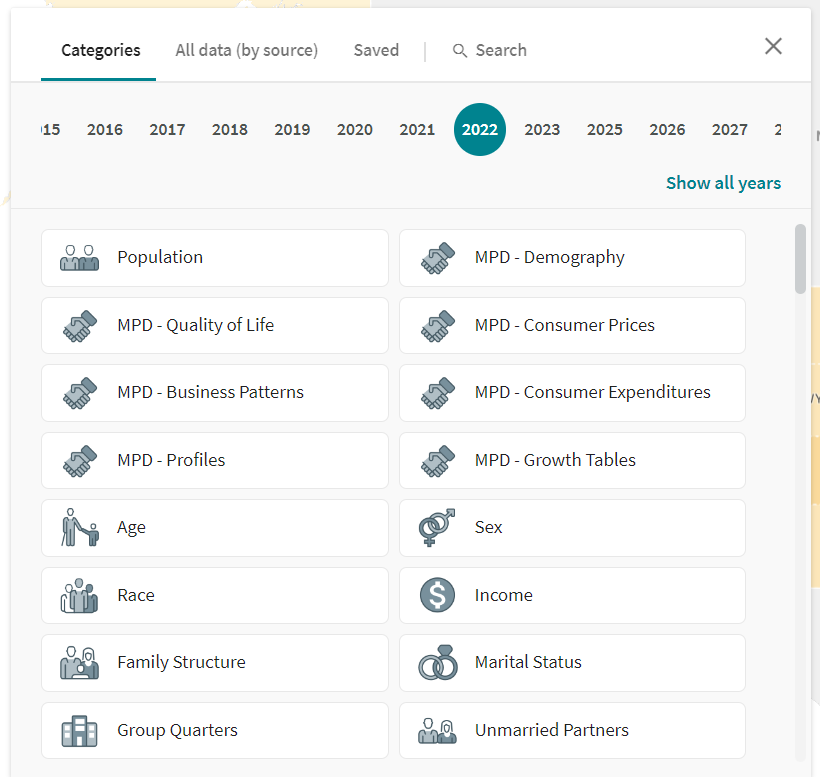 Categories All data (by source) Saved Search
15 2016 2017 2018 2019 2020 2021 2022 2023 2025 2026 2027 2
Show all years
Population MPD - Demography
MPD - Quality of Life MPD - Consumer Prices
MPD - Business Patterns MPD - Consumer Expenditures
MPD - Profiles MPD - Growth Tables
Age Sex
Race Income
Family Structure Marital Status
Group Quarters Unmarried Partners